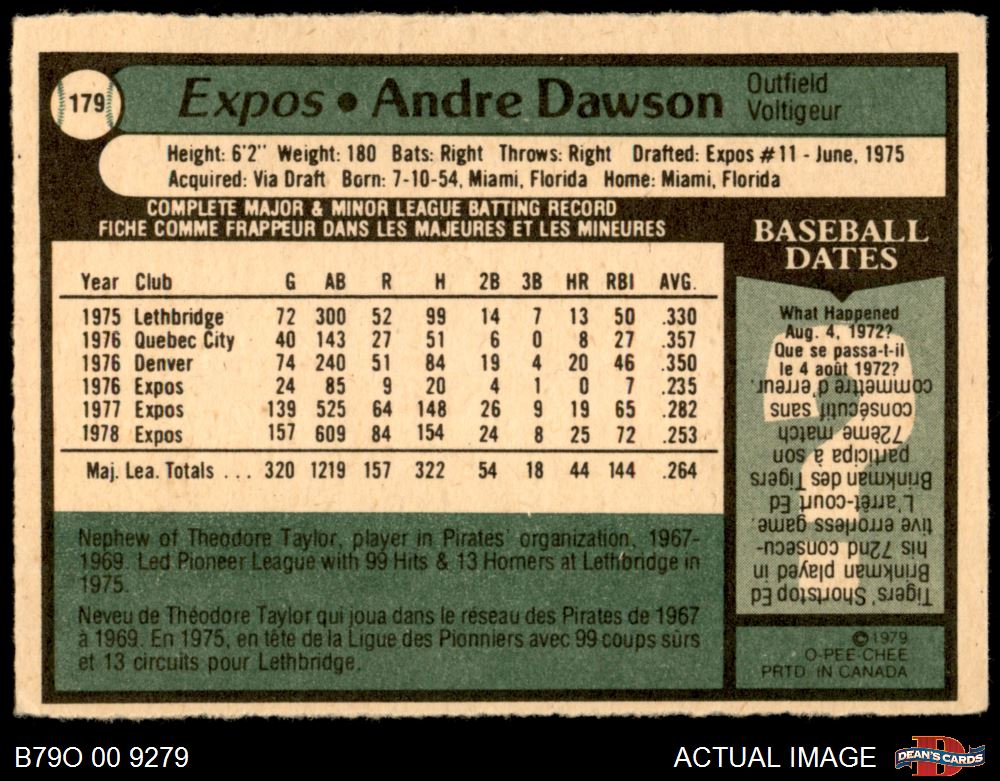 179
Expos • Andre Dawson
Outfield
Voltigeur
Height: 6'2" Weight: 180 Bats: Right Throws: Right Drafted: Expos #11 - June, 1975
Acquired: Via Draft Born: 7-10-54, Miami, Florida Home: Miami, Florida
COMPLETE MAJOR & MINOR LEAGUE BATTING RECORD
FICHE COMME FRAPPEUR DANS LES MAJEURES ET LES MINEURES
Year Club G AB R H 2B 3B HR RBI AVG.
1975 Lethbridge 72 300 52 99 14 7 13 50 .330
1976 Quebec City 40 143 27 51 6 0 8 27 .357
1976 Denver 74 240 51 84 19 4 20 46 .350
1976 Expos 24 85 9 20 4 1 0 7 .235
1977 Expos 139 525 64 148 26 9 19 65 .282
1978 Expos 157 609 84 154 24 8 25 72 .253
Maj. Lea. Totals ... 320 1219 157 322 54 18 44 144 .264
Nephew of Theodore Taylor, player in Pirates' organization, 1967-
1969. Led Pioneer League with 99 Hits & 13 Homers at Lethbridge in
1975.
Neveu de Théodore Taylor qui joua dans le réseau des Pirates de 1967
à 1969. En 1975, en tête de la Ligue des Pionniers avec 99 coups sûrs
et 13 circuits pour Lethbridge.
BASEBALL
DATES
What Happened
Aug. 4, 1972?
Que se passa-t-il
le 4 août 1972?
Tigers' Shortstop Ed
Brinkman played in
his 72nd consecu-
tive errorless game.
L'arrêt-court Ed
Brinkman des Tigers
participa à son
72ème match
consécutif sans
commettre d'erreur.
©1979
O-PEE-CHEE
PRTD. IN CANADA
B79O 00 9279
ACTUAL IMAGE
D
DEAN'S CARDS